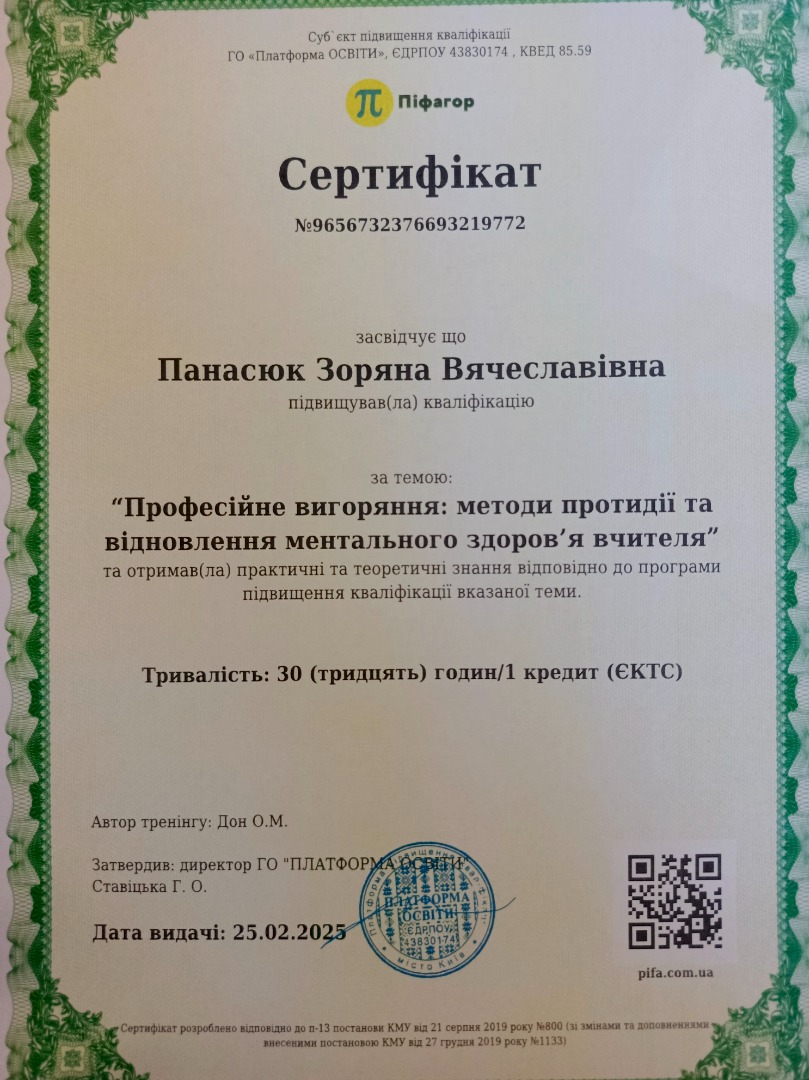 Суб`єкт підвищення кваліфікації
ГО «Платформа ОСВІТИ», ЄДРПОУ 43830174 , КВЕД 85.59
π Піфагор
Сертифікат
№9656732376693219772
засвідчує що
Панасюк Зоряна Вячеславівна
підвищував(ла) кваліфікацію
за темою:
“Професійне вигоряння: методи протидії та
відновлення ментального здоров’я вчителя”
та отримав(ла) практичні та теоретичні знання відповідно до програми
підвищення кваліфікації вказаної теми.
Тривалість: 30 (тридцять) годин/1 кредит (ЄКТС)
Автор тренінгу: Дон О.М.
Затвердив: директор ГО "ПЛАТФОРМА ОСВІТИ"
Ставіцька Г. О.
Дата видачі: 25.02.2025
ПЛАТФОРМА
ОСВІТИ
ЄДРПОУ
43830174
місто Київ
pifa.com.ua
Сертифікат розроблено відповідно до п-13 постанови КМУ від 21 серпня 2019 року №800 (зі змінами та доповненнями
внесеними постановою КМУ від 27 грудня 2019 року №1133)